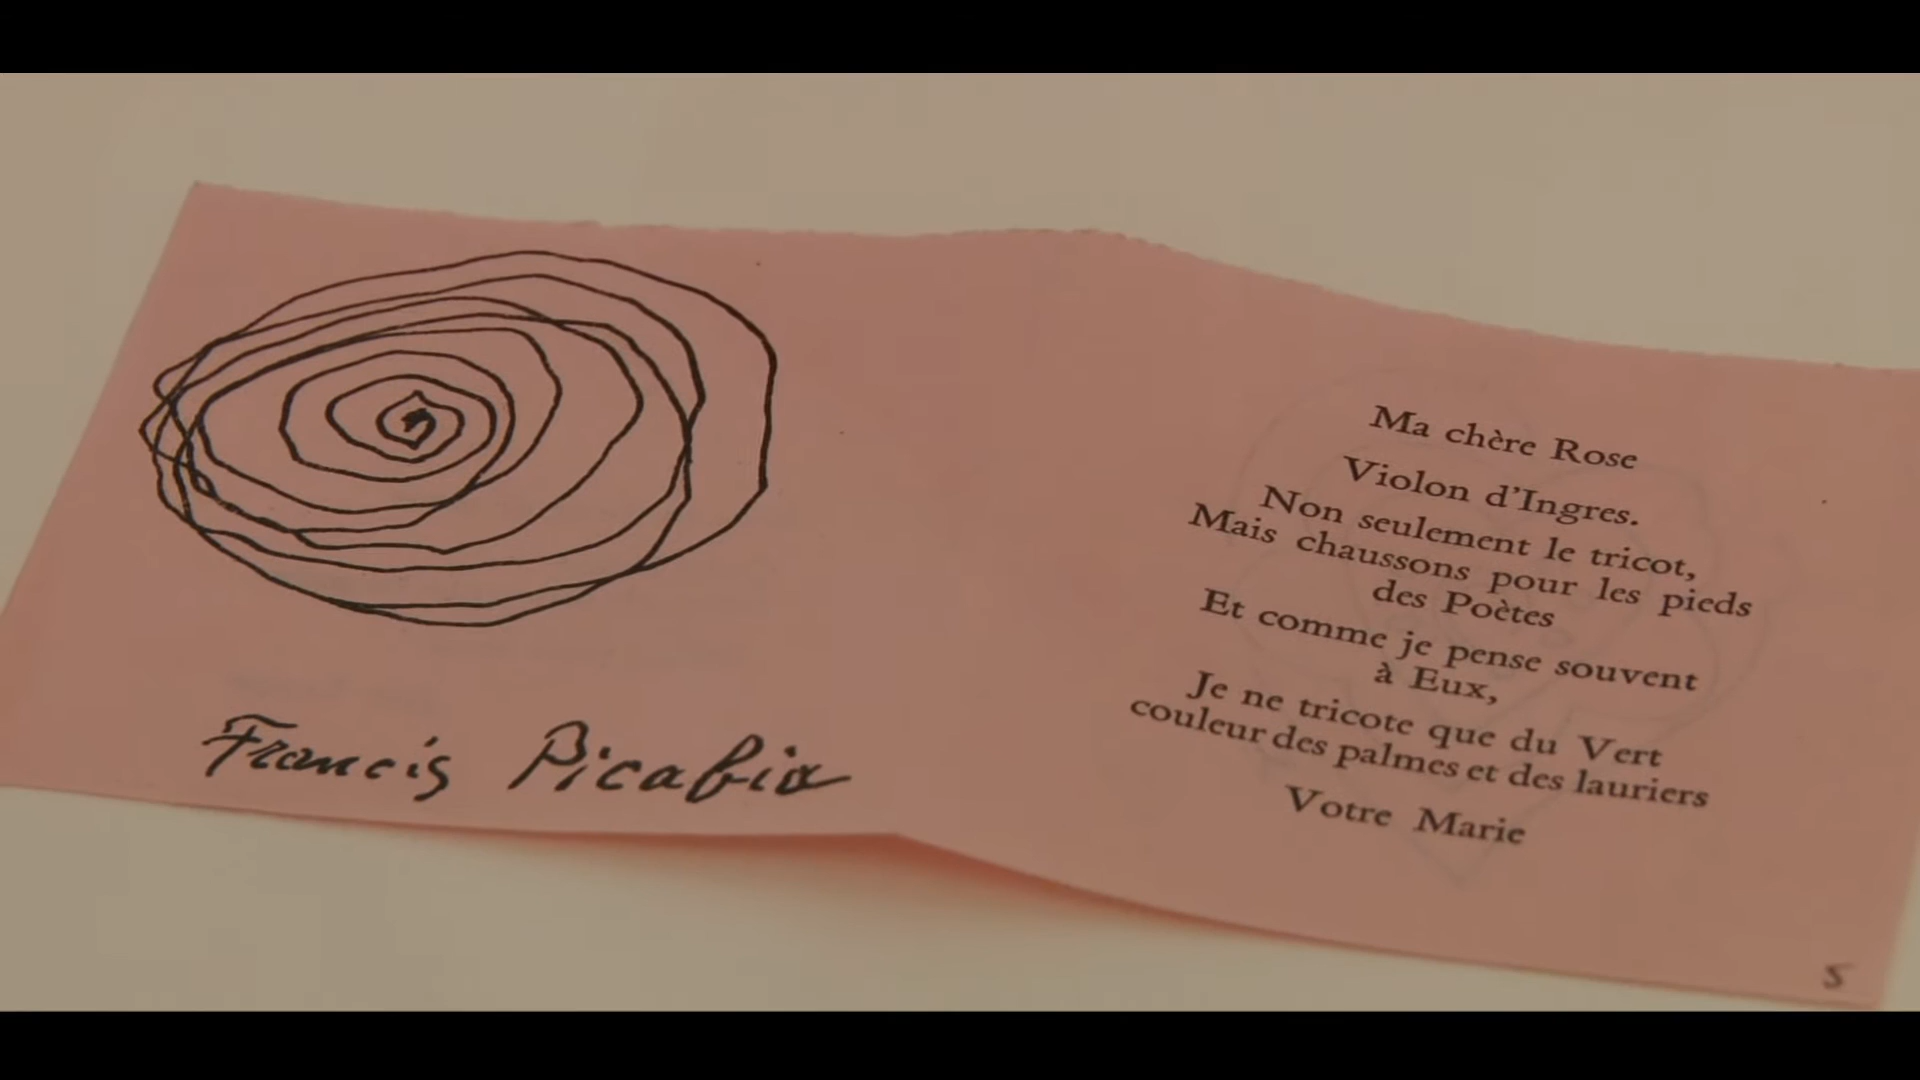 Francis Picabia
Ma chère Rose
Violon d'Ingres.
Non seulement le tricot,
Mais chaussons pour les pieds
des Poètes
Et comme je pense souvent
à Eux,
Je ne tricote que du Vert
couleur des palmes et des lauriers
Votre Marie
5